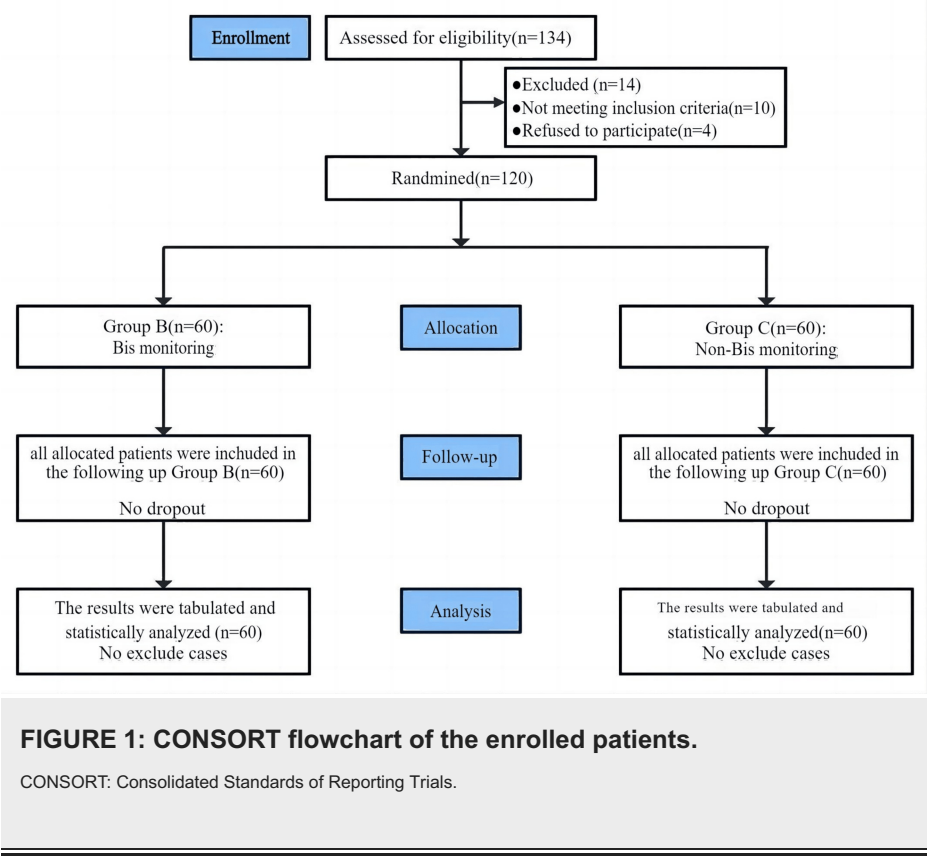 Enrollment
Assessed for eligibility(n=134)
●Excluded (n=14)
●Not meeting inclusion criteria(n=10)
●Refused to participate(n=4)
Randmined(n=120)
Group B(n=60):
Bis monitoring
Allocation
Group C(n=60):
Non-Bis monitoring
all allocated patients were inchuded in
the following up Group B(n=60)
No dropout
Follow-up
all allocated patients were included in
the following up Group C(n=60)
No dropout
The results were tabulated and
statistically analyzed (n=60)
No exclude cases
Analysis
The results were tabulated and
statistically analyzed(n=60)
No exclude cases
FIGURE 1: CONSORT flowchart of the enrolled patients.
CONSORT: Consolidated Standards of Reporting Trials.